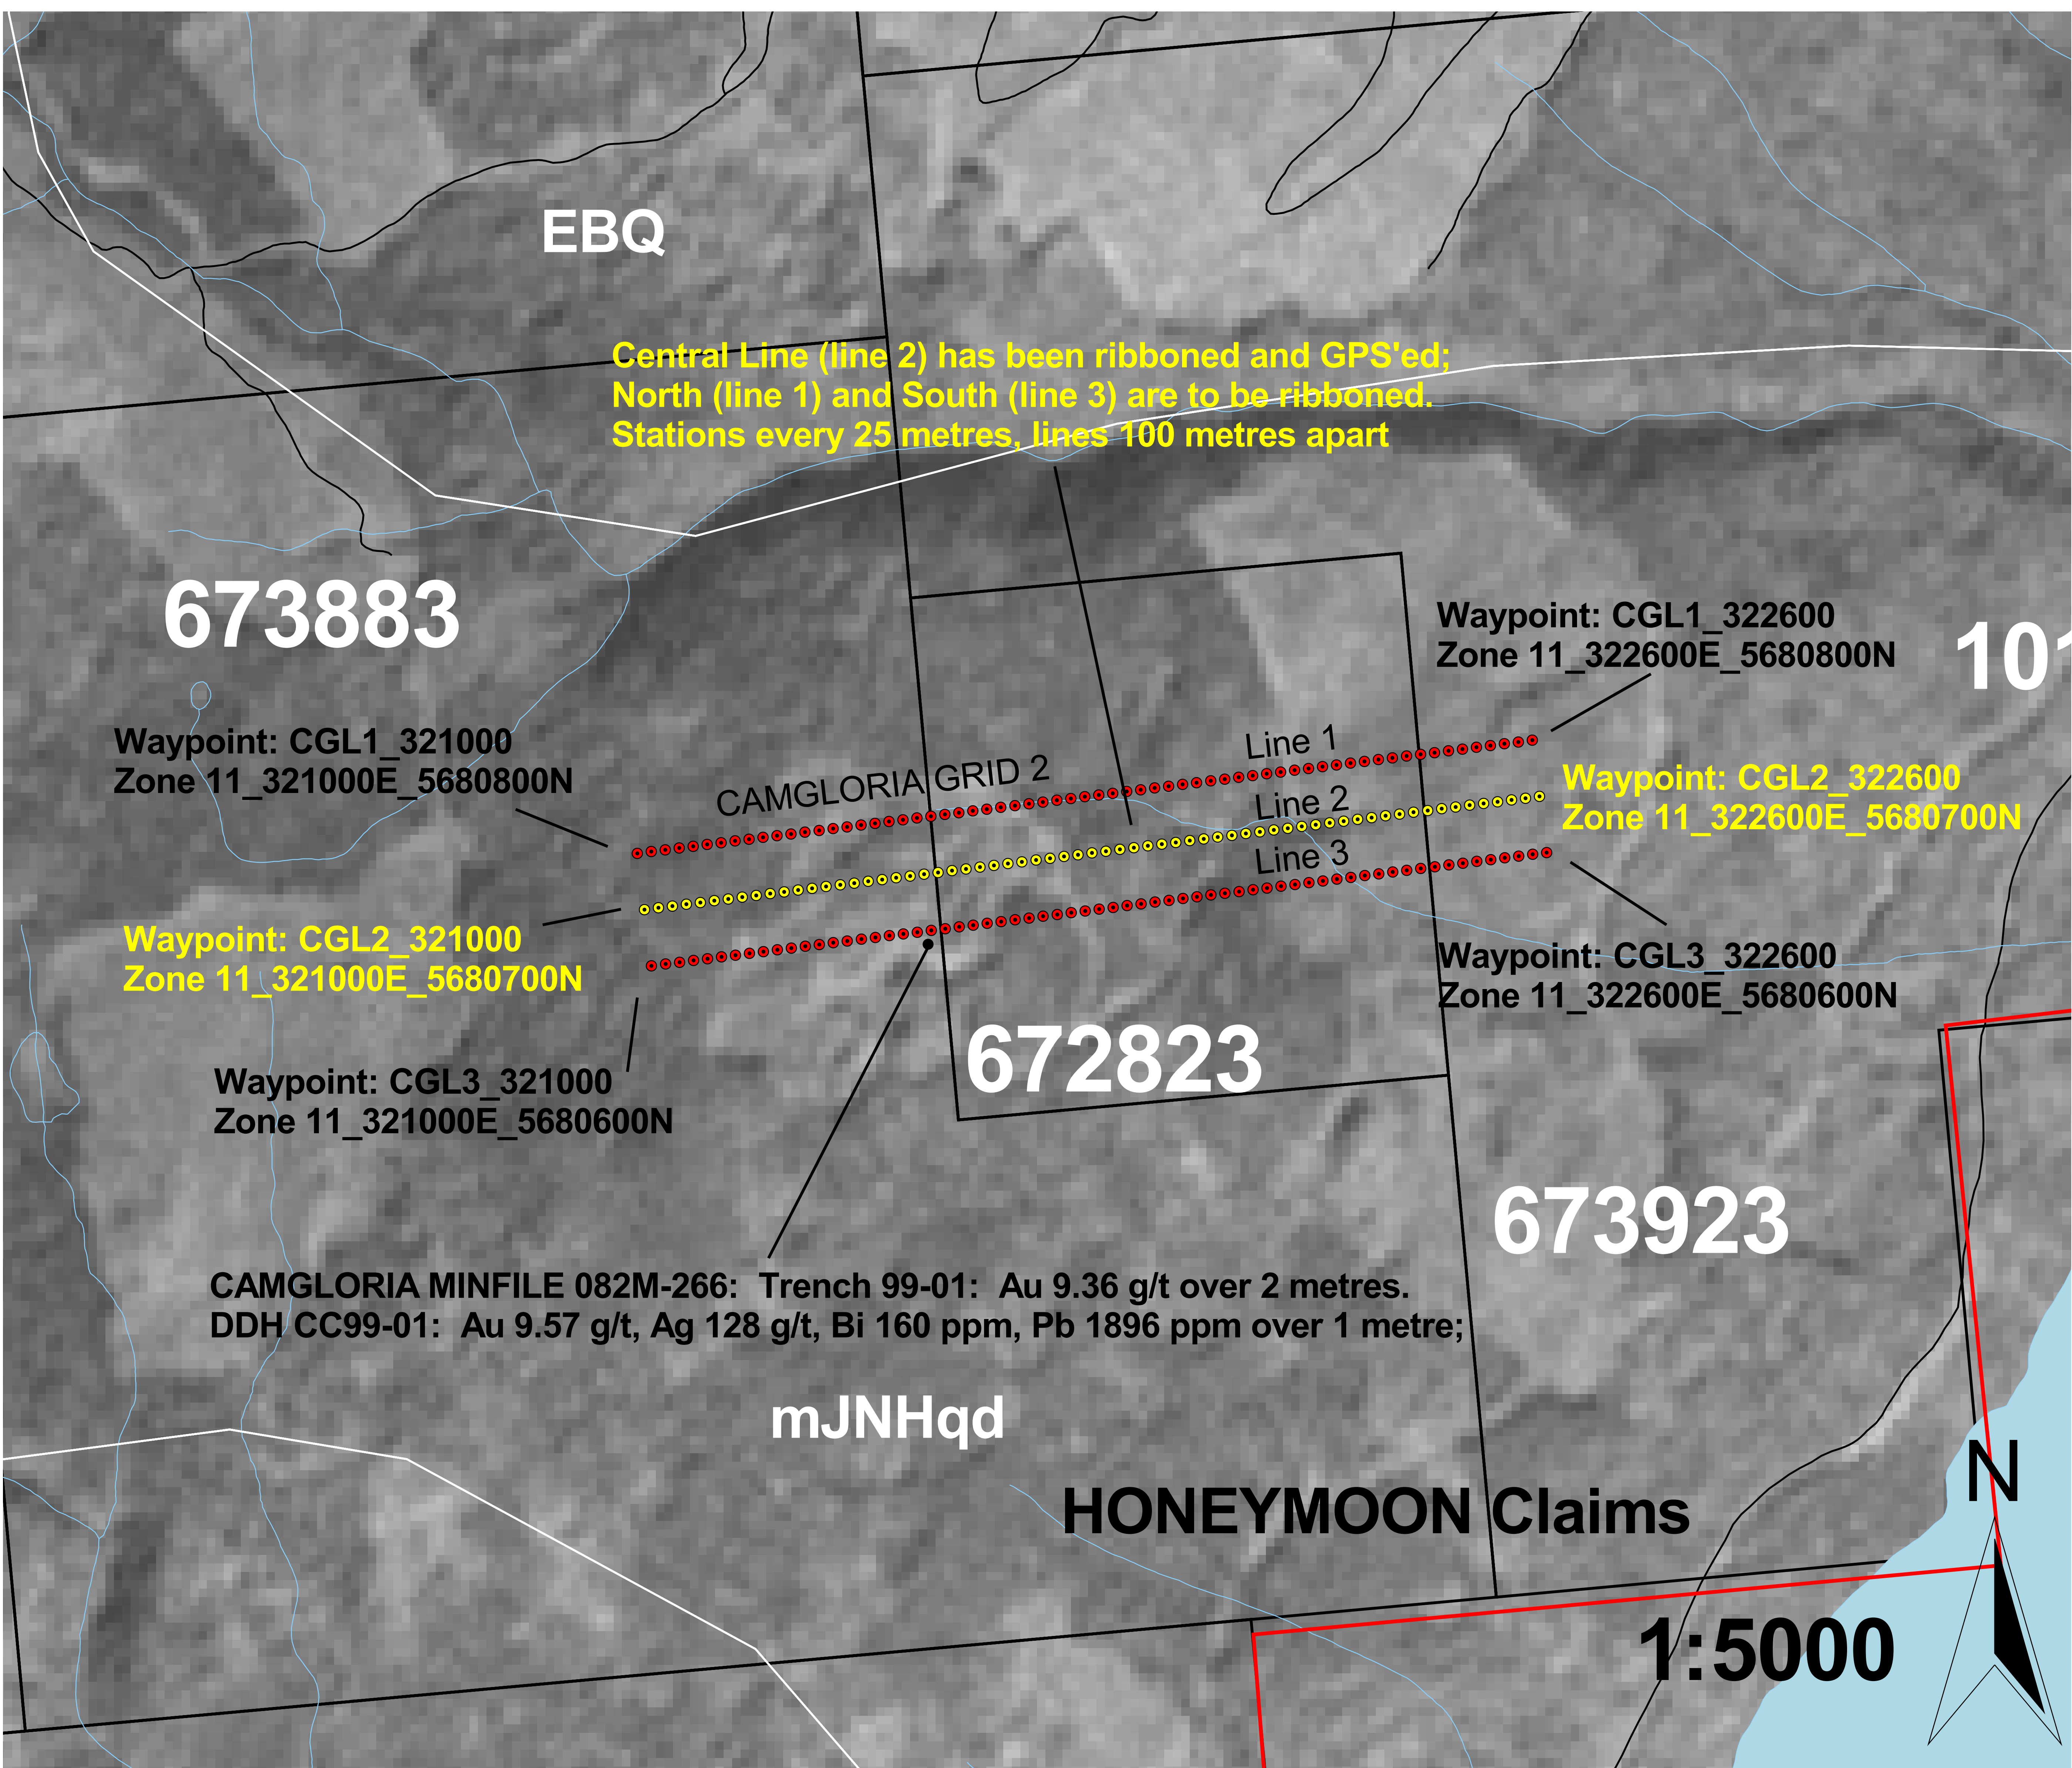 EBQ
Central Line (line 2) has been ribboned and GPS'ed;
North (line 1) and South (line 3) are to be ribboned.
Stations every 25 metres, lines 100 metres apart
673883
Waypoint: CGL1_322600
Zone 11_322600E_5680800N
101
Waypoint: CGL1_321000
Zone 11_321000E_5680800N
CAMGLORIA GRID 2
Line 1
Line 2
Line 3
Waypoint: CGL2_322600
Zone 11_322600E_5680700N
Waypoint: CGL2_321000
Zone 11_321000E_5680700N
Waypoint: CGL3_322600
Zone 11_322600E_5680600N
672823
Waypoint: CGL3_321000
Zone 11_321000E_5680600N
673923
CAMGLORIA MINFILE 082M-266: Trench 99-01: Au 9.36 g/t over 2 metres.
DDH CC99-01: Au 9.57 g/t, Ag 128 g/t, Bi 160 ppm, Pb 1896 ppm over 1 metre;
mJNHqd
HONEYMOON Claims
N
1:5000